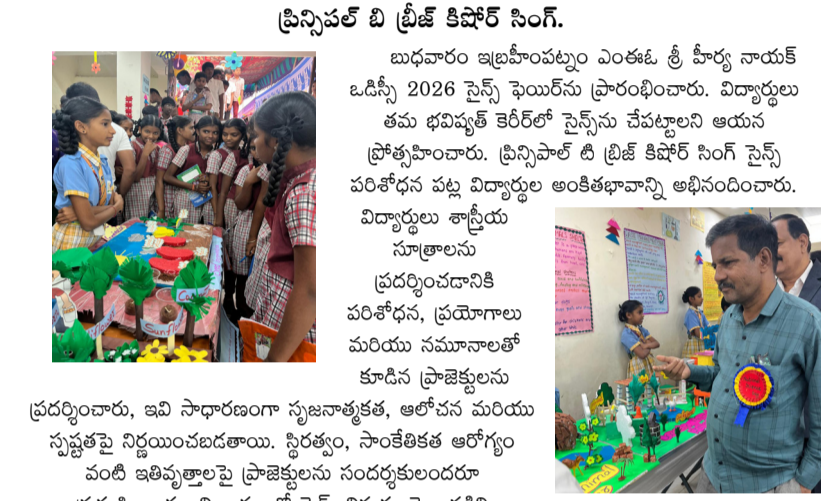 ప్రిన్సిపల్ బి బ్రీజ్ కిషోర్ సింగ్.
బుధవారం ఇబ్రహీంపట్నం ఎంఈఓ శ్రీ హీర్య నాయక్
ఒడిస్సీ 2026 సైన్స్ ఫెయిర్‌ను ప్రారంభించారు. విద్యార్థులు
తమ భవిష్యత్ కెరీర్‌లో సైన్స్‌ను చేపట్టాలని ఆయన
ప్రోత్సహించారు. ప్రిన్సిపాల్ టి బ్రిజ్ కిషోర్ సింగ్ సైన్స్
పరిశోధన పట్ల విద్యార్థుల అంకితభావాన్ని అభినందించారు.
విద్యార్థులు శాస్త్రీయ
సూత్రాలను
ప్రదర్శించడానికి
పరిశోధన, ప్రయోగాలు
మరియు నమూనాలతో
కూడిన ప్రాజెక్టులను
ప్రదర్శించారు, ఇవి సాధారణంగా సృజనాత్మకత, ఆలోచన మరియు
స్పష్టతపై నిర్ణయించబడతాయి. స్థిరత్వం, సాంకేతికత ఆరోగ్యం
వంటి ఇతివృత్తాలపై ప్రాజెక్టులను సందర్శకులందరూ